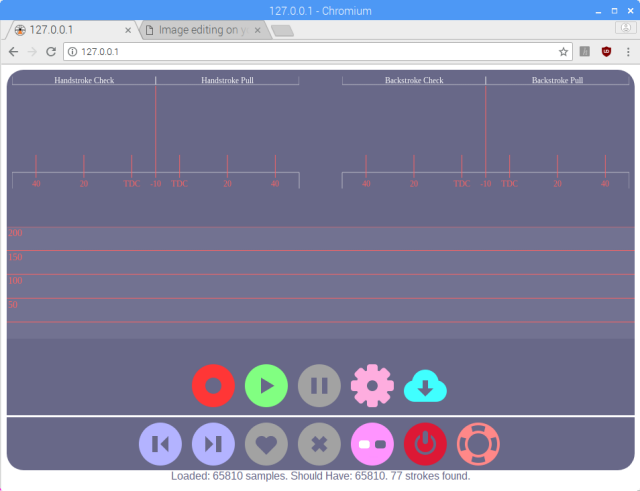 127.0.0.1 - Chromium
127.0.0.1
Image editing on y
127.0.0.1
Handstroke Check Handstroke Pull Backstroke Check Backstroke Pull
40 20 TDC -10 TDC 20 40 40 20 TDC -10 TDC 20 40
200
150
100
50
Loaded: 65810 samples. Should Have: 65810. 77 strokes found.